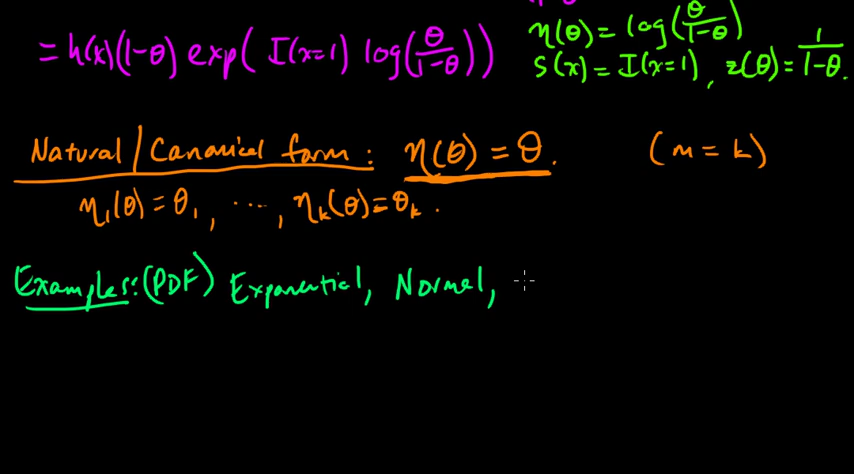 = h(x)(1-θ) exp( I(x=1) log(θ/1-θ))
η(θ) = log(θ/1-θ)
S(x) = I(x=1), z(θ) = 1/1-θ.
Natural/Canonical form: η(θ) = θ. (m = k)
η₁(θ) = θ₁, ..., ηₖ(θ) = θₖ.
Examples: (PDF) Exponential, Normal,